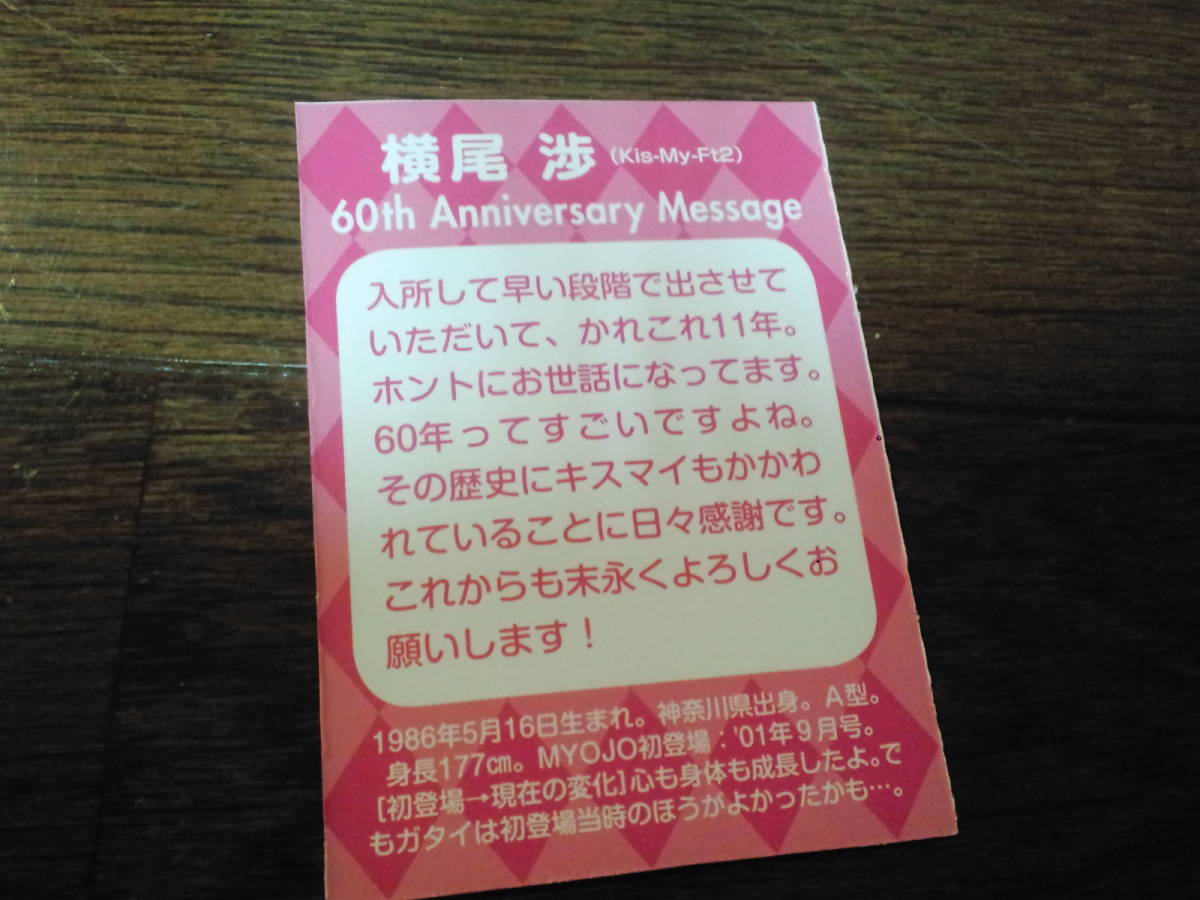 横尾 渉 (Kis-My-Ft2)
60th Anniversary Message
入所して早い段階で出させて
いただいて、かれこれ11年。
ホントにお世話になってます。
60年ってすごいですよね。
その歴史にキスマイもかかわ
れていることに日々感謝です。
これからも末永くよろしくお
願いします！
1986年5月16日生まれ。神奈川県出身。A型。
身長177㎝。MYOJO初登場：'01年9月号。
[初登場→現在の変化]心も身体も成長したよ。で
もガタイは初登場当時のほうがよかったかも…。